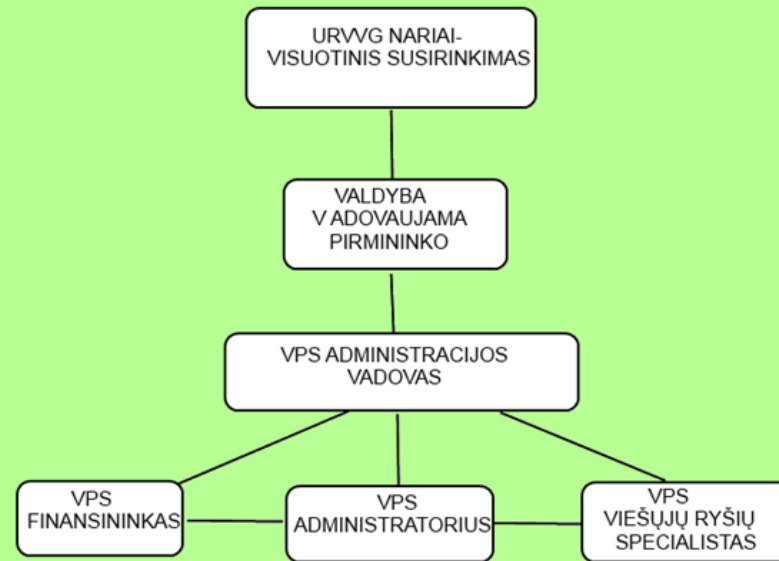 URVVG NARIAI-
VISUOTINIS SUSIRINKIMAS
VALDYBA
V ADOVAUJAMA
PIRMININKO
VPS ADMINISTRACIJOS
VADOVAS
VPS
FINANSININKAS
VPS
ADMINISTRATORIUS
VPS
VIEŠŲJŲ RYŠIŲ
SPECIALISTAS